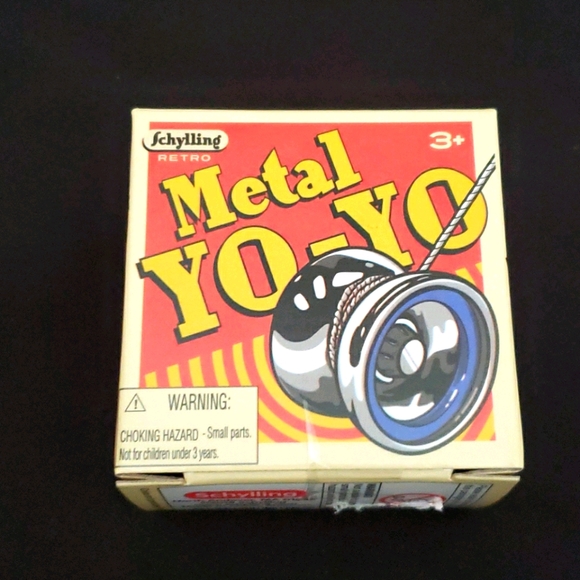 Schylling
RETRO
3+
Metal
YO-YO
WARNING:
CHOKING HAZARD - Small parts.
Not for children under 3 years.
Schylling